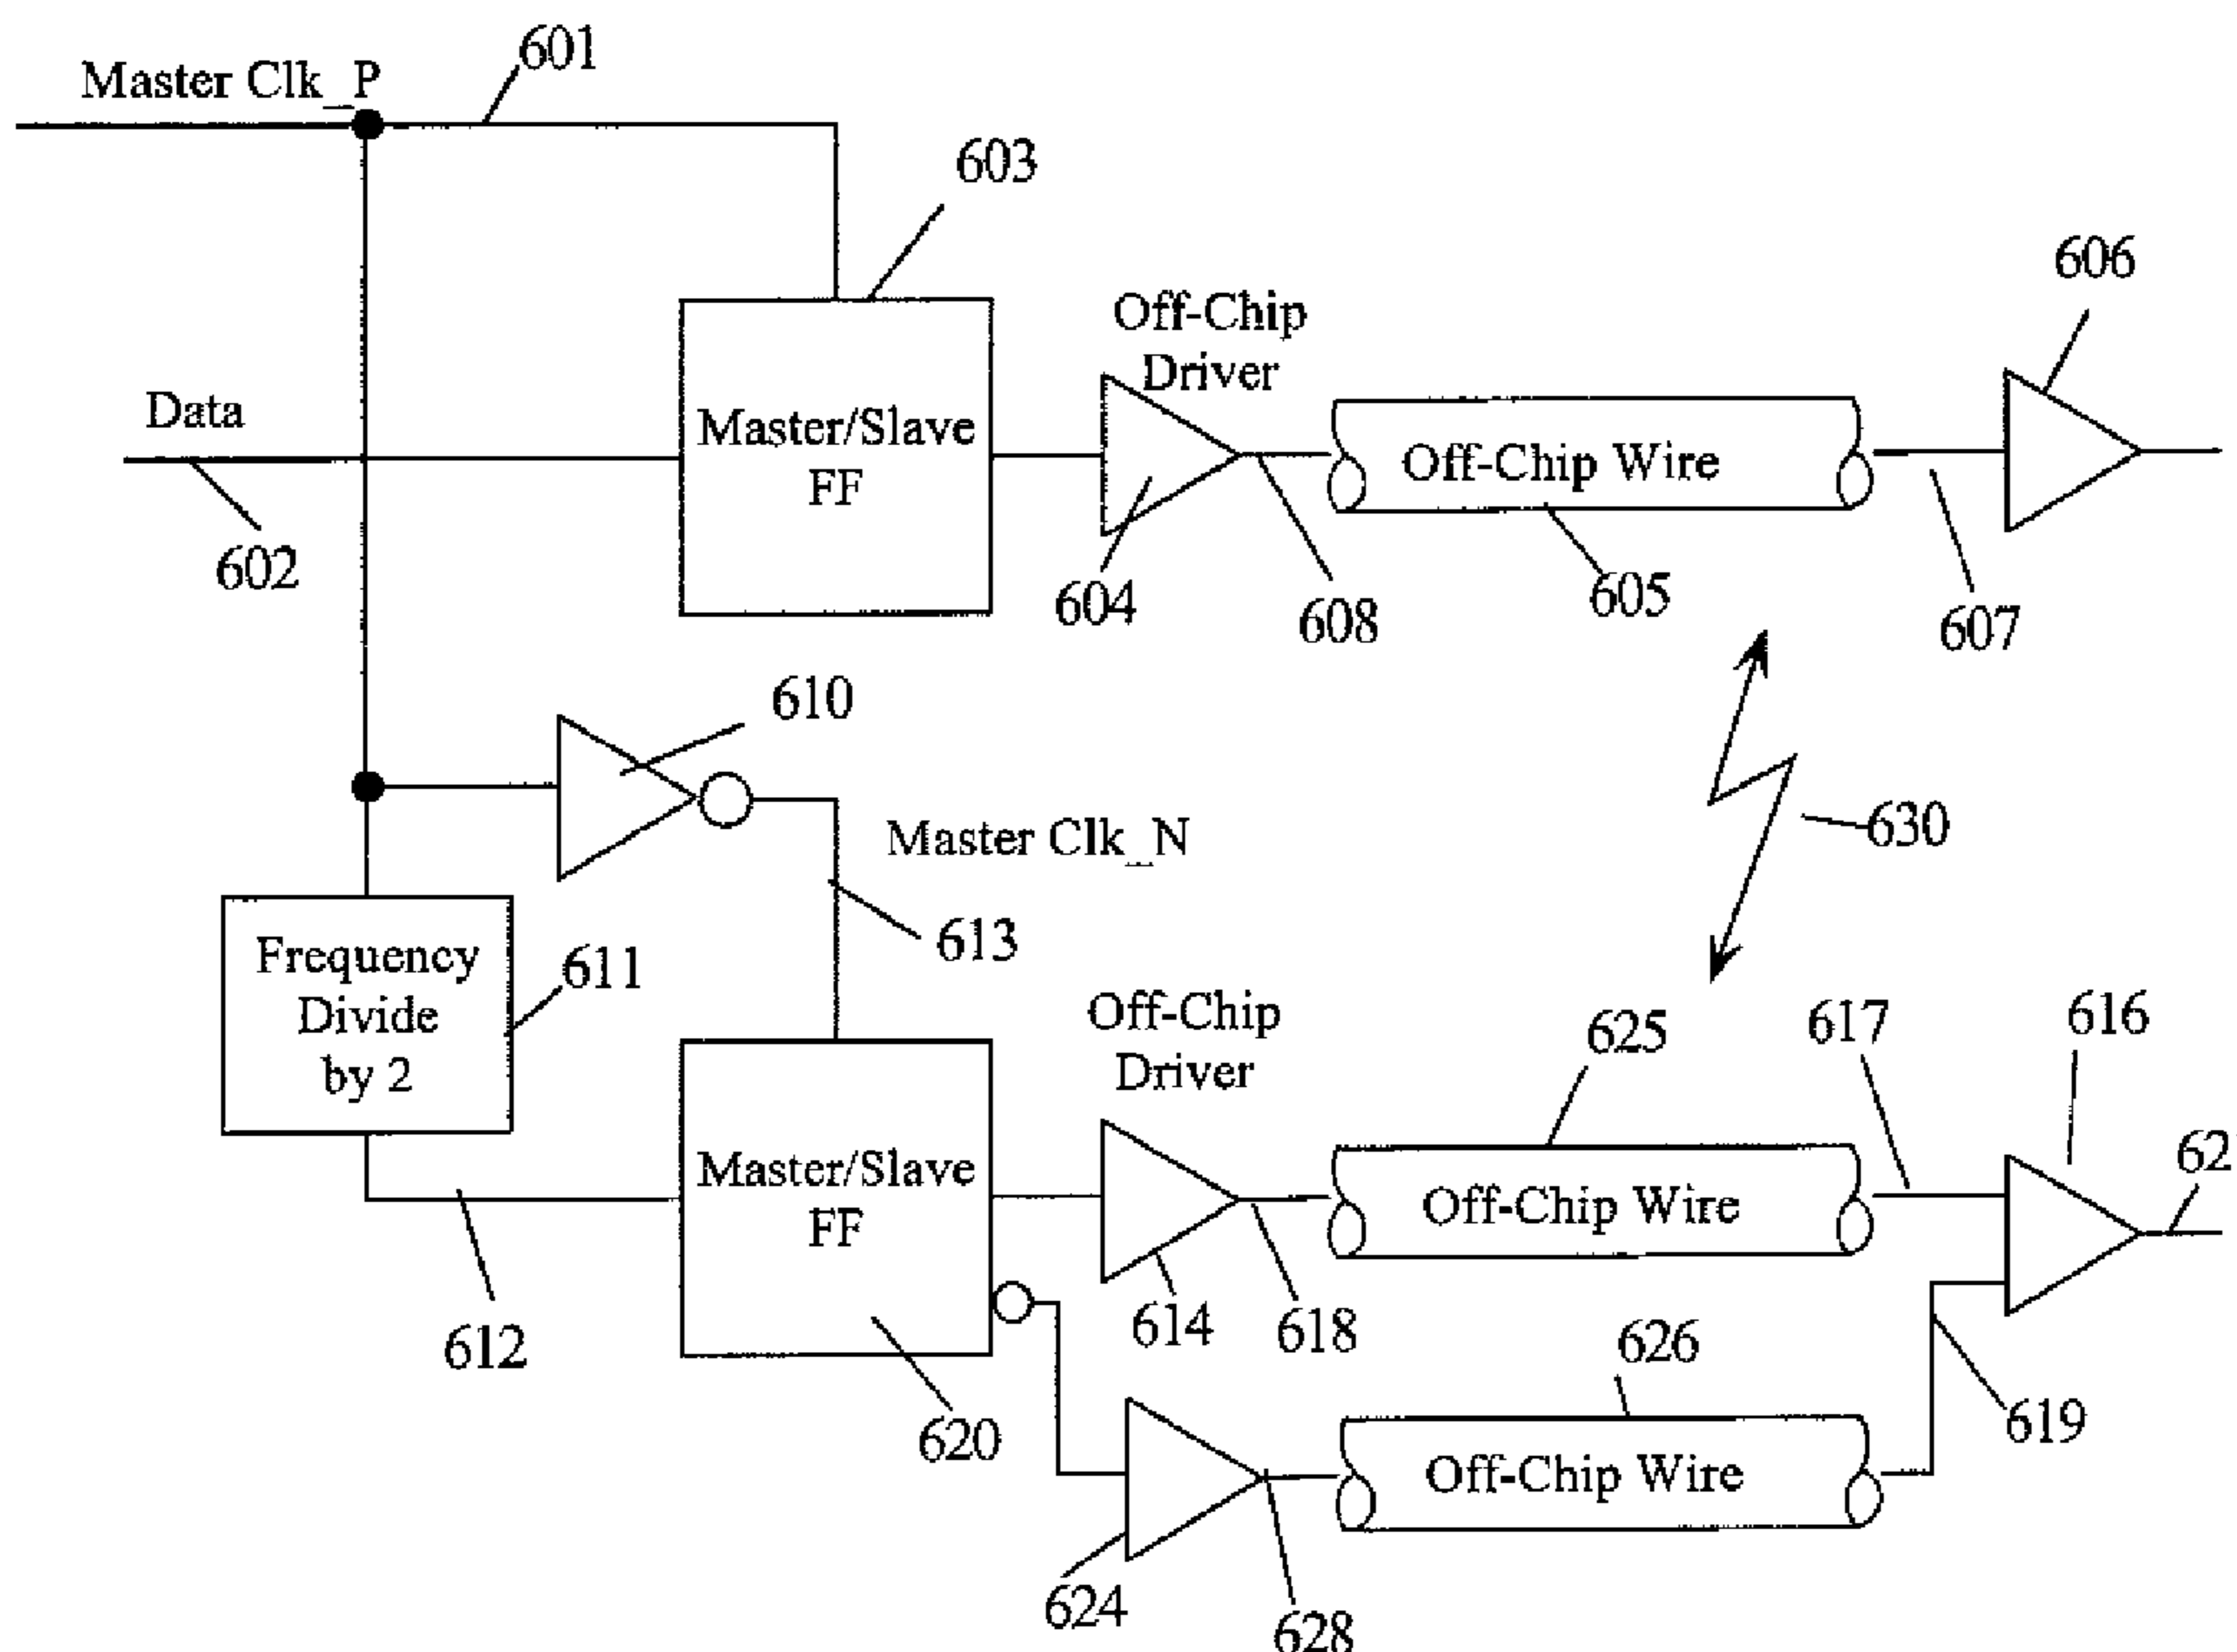 601
Master Clk_P
603
606
Off-Chip
Driver
Data
Master/Slave
FF
Off-Chip Wire
602
604
608
605
607
610
630
Master Clk_N
613
Frequency
Divide
by 2
611
Off-Chip
Driver
625
617
616
62
Master/Slave
FF
Off-Chip Wire
612
614
618
626
619
620
Off-Chip Wire
624
628